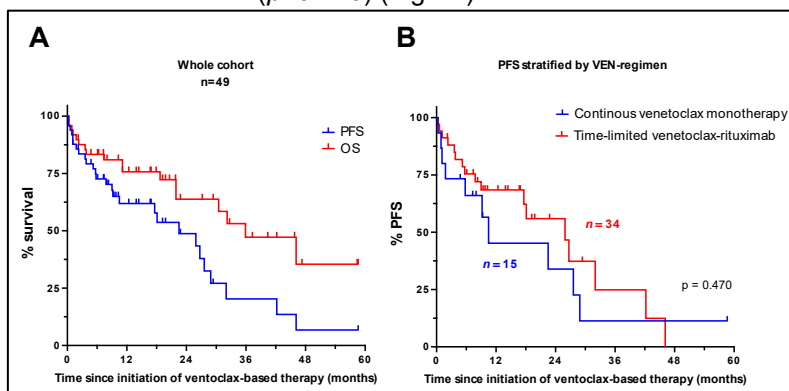 A
Whole cohort
n=49
PFS
OS
% survival
100
75
50
25
0
0 12 24 36 48 60
Time since initiation of ventoclax-based therapy (months)
B
PFS stratified by VEN-regimen
Continous venetoclax monotherapy
Time-limited venetoclax-rituximab
% PFS
100
75
50
25
0
n = 34
n = 15
p = 0.470
0 12 24 36 48 60
Time since initiation of ventoclax-based therapy (months)